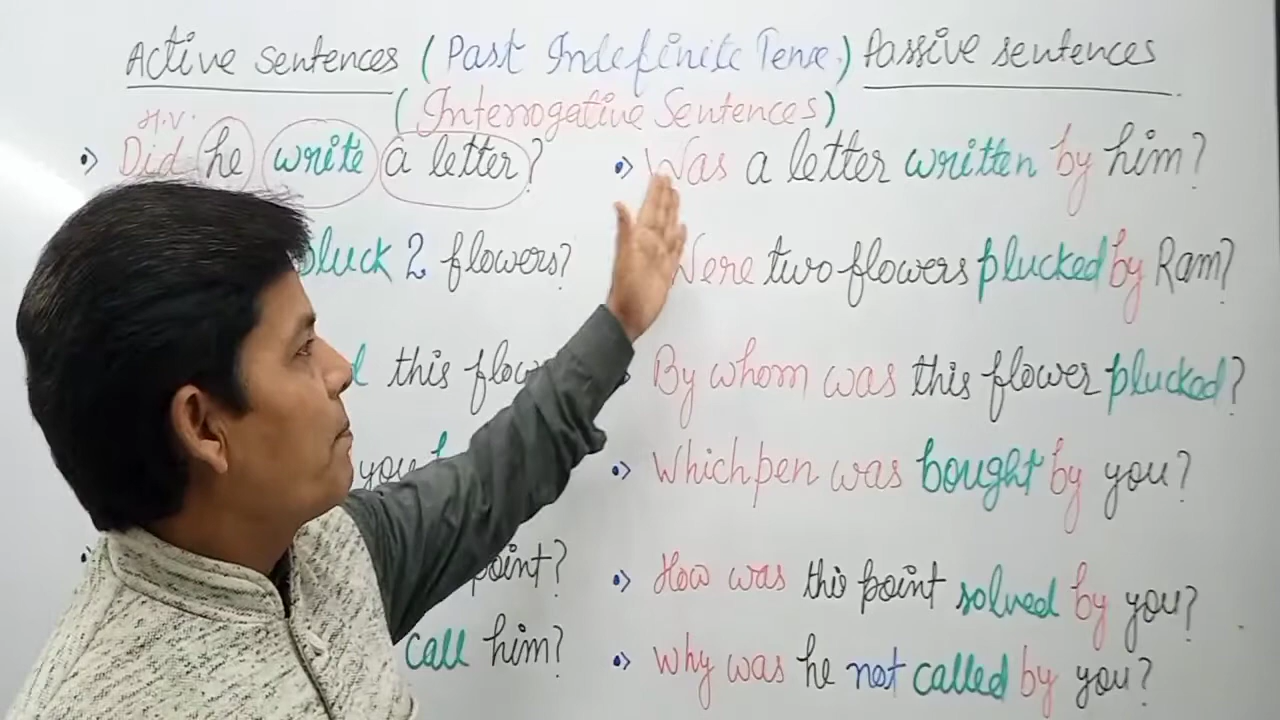 Active Sentences (Past Indefinite Tense.) Passive sentences
(Interrogative Sentences)
H.V.
Did he write a letter?
Was a letter written by him?
pluck 2 flowers?
Were two flowers plucked by Ram?
this flow
By whom was this flower plucked?
you
Which pen was bought by you?
point?
How was this point solved by you?
call him?
Why was he not called by you?